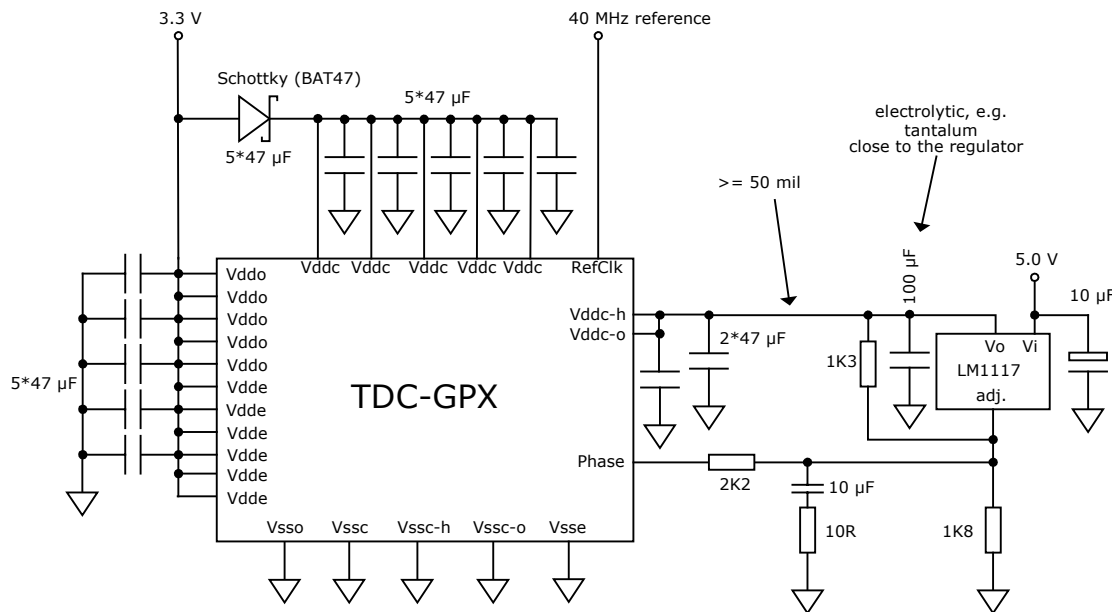 3.3 V
40 MHz reference
Schottky (BAT47)
5*47 µF
5*47 µF
electrolytic, e.g.
tantalum
close to the regulator
>= 50 mil
100 µF
5.0 V
10 µF
Vddc Vddc Vddc Vddc Vddc RefClk
Vddo
Vddo
Vddo
Vddo
Vddo
Vdde
Vdde
Vdde
Vdde
Vdde
Vdde
5*47 µF
TDC-GPX
Vddc-h
Vddc-o
2*47 µF
1K3
Vo Vi
LM1117
adj.
Phase
2K2
10 µF
10R
1K8
Vsso Vssc Vssc-h Vssc-o Vsse